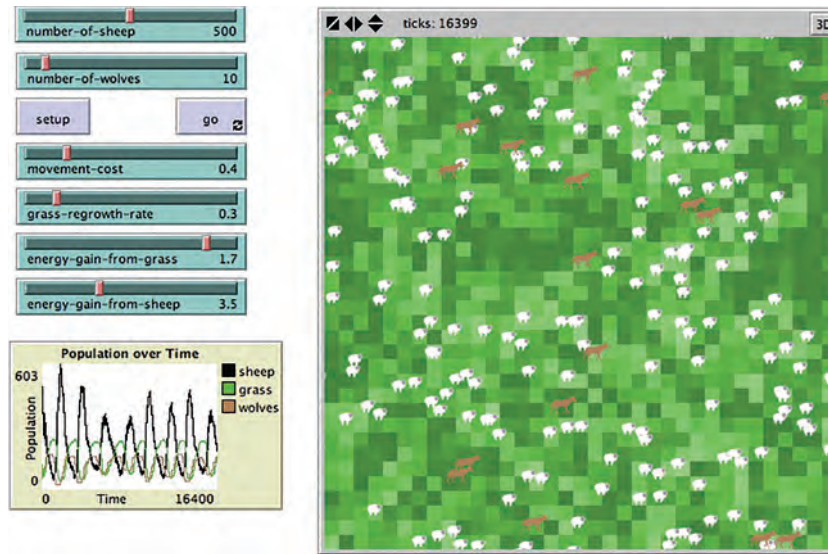 number-of-sheep 500
number-of-wolves 10
setup go
movement-cost 0.4
grass-regrowth-rate 0.3
energy-gain-from-grass 1.7
energy-gain-from-sheep 3.5
Population over Time
603
Population
0
0 Time 16400
sheep
grass
wolves
ticks: 16399
3D